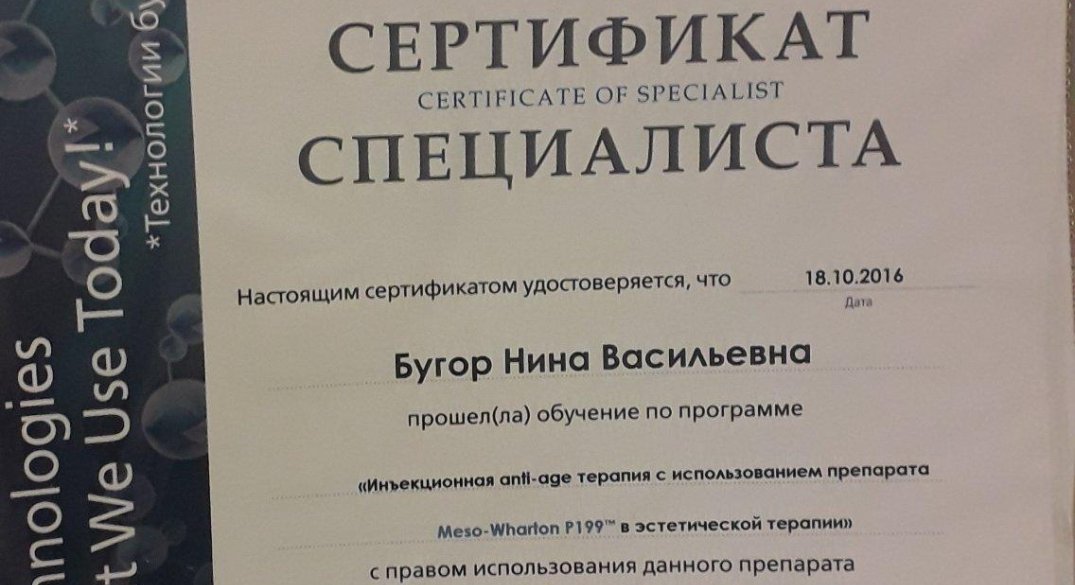 СЕРТИФИКАТ
CERTIFICATE OF SPECIALIST
СПЕЦИАЛИСТА
Настоящим сертификатом удостоверяется, что 18.10.2016
Дата
Бугор Нина Васильевна
прошел(ла) обучение по программе
«Инъекционная anti-age терапия с использованием препарата
Meso-Wharton P199™ в эстетической терапии»
с правом использования данного препарата
hnologies
t We Use Today!*
*Технологии бу